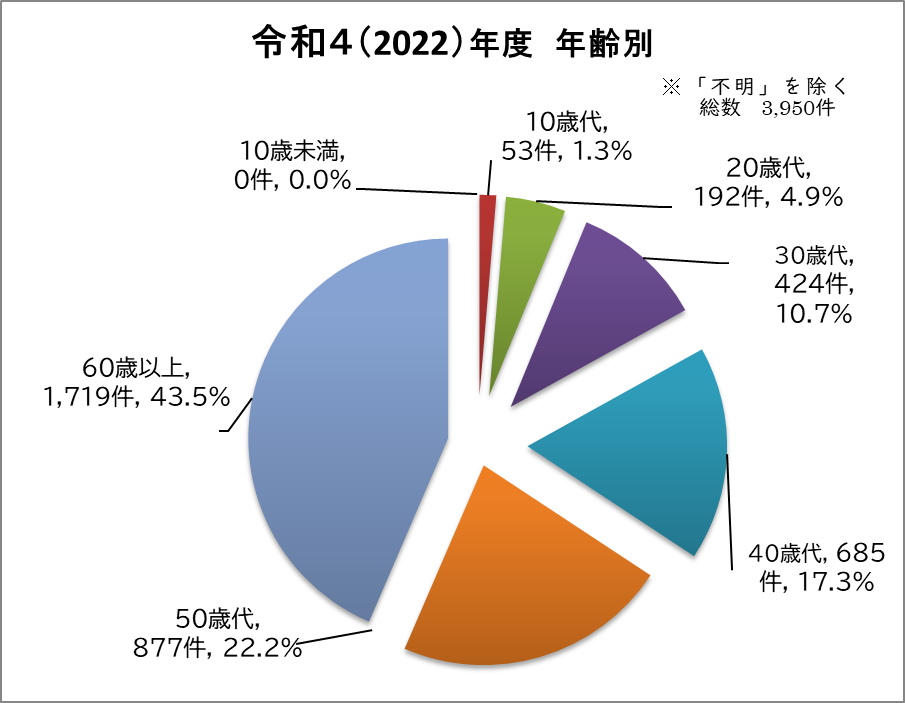 令和4（2022）年度　年齢別
※「不明」を除く
総数　3,950件
10歳代,
53件, 1.3%
10歳未満,
0件, 0.0%
20歳代,
192件, 4.9%
30歳代,
424件,
10.7%
60歳以上,
1,719件, 43.5%
40歳代, 685
件, 17.3%
50歳代,
877件, 22.2%